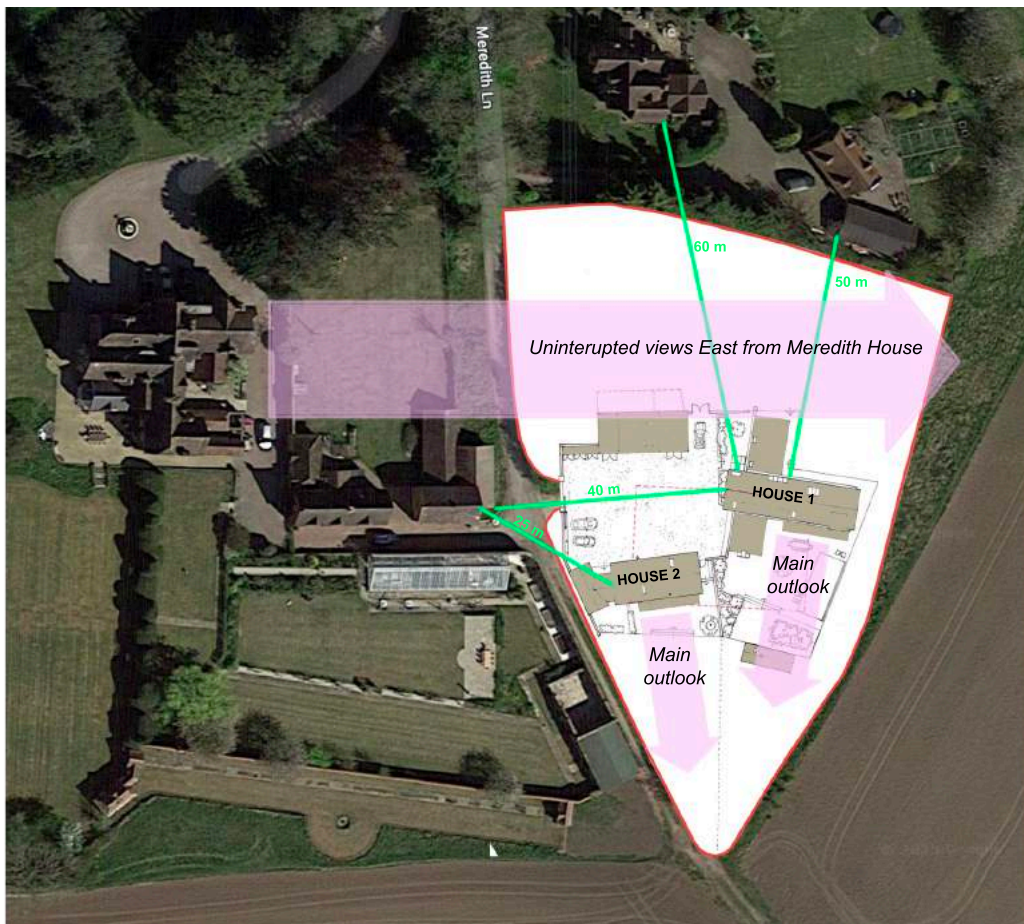 Meredith Ln
60 m
50 m
Uninterupted views East from Meredith House
40 m
HOUSE 1
25 m
HOUSE 2
Main
outlook
Main
outlook